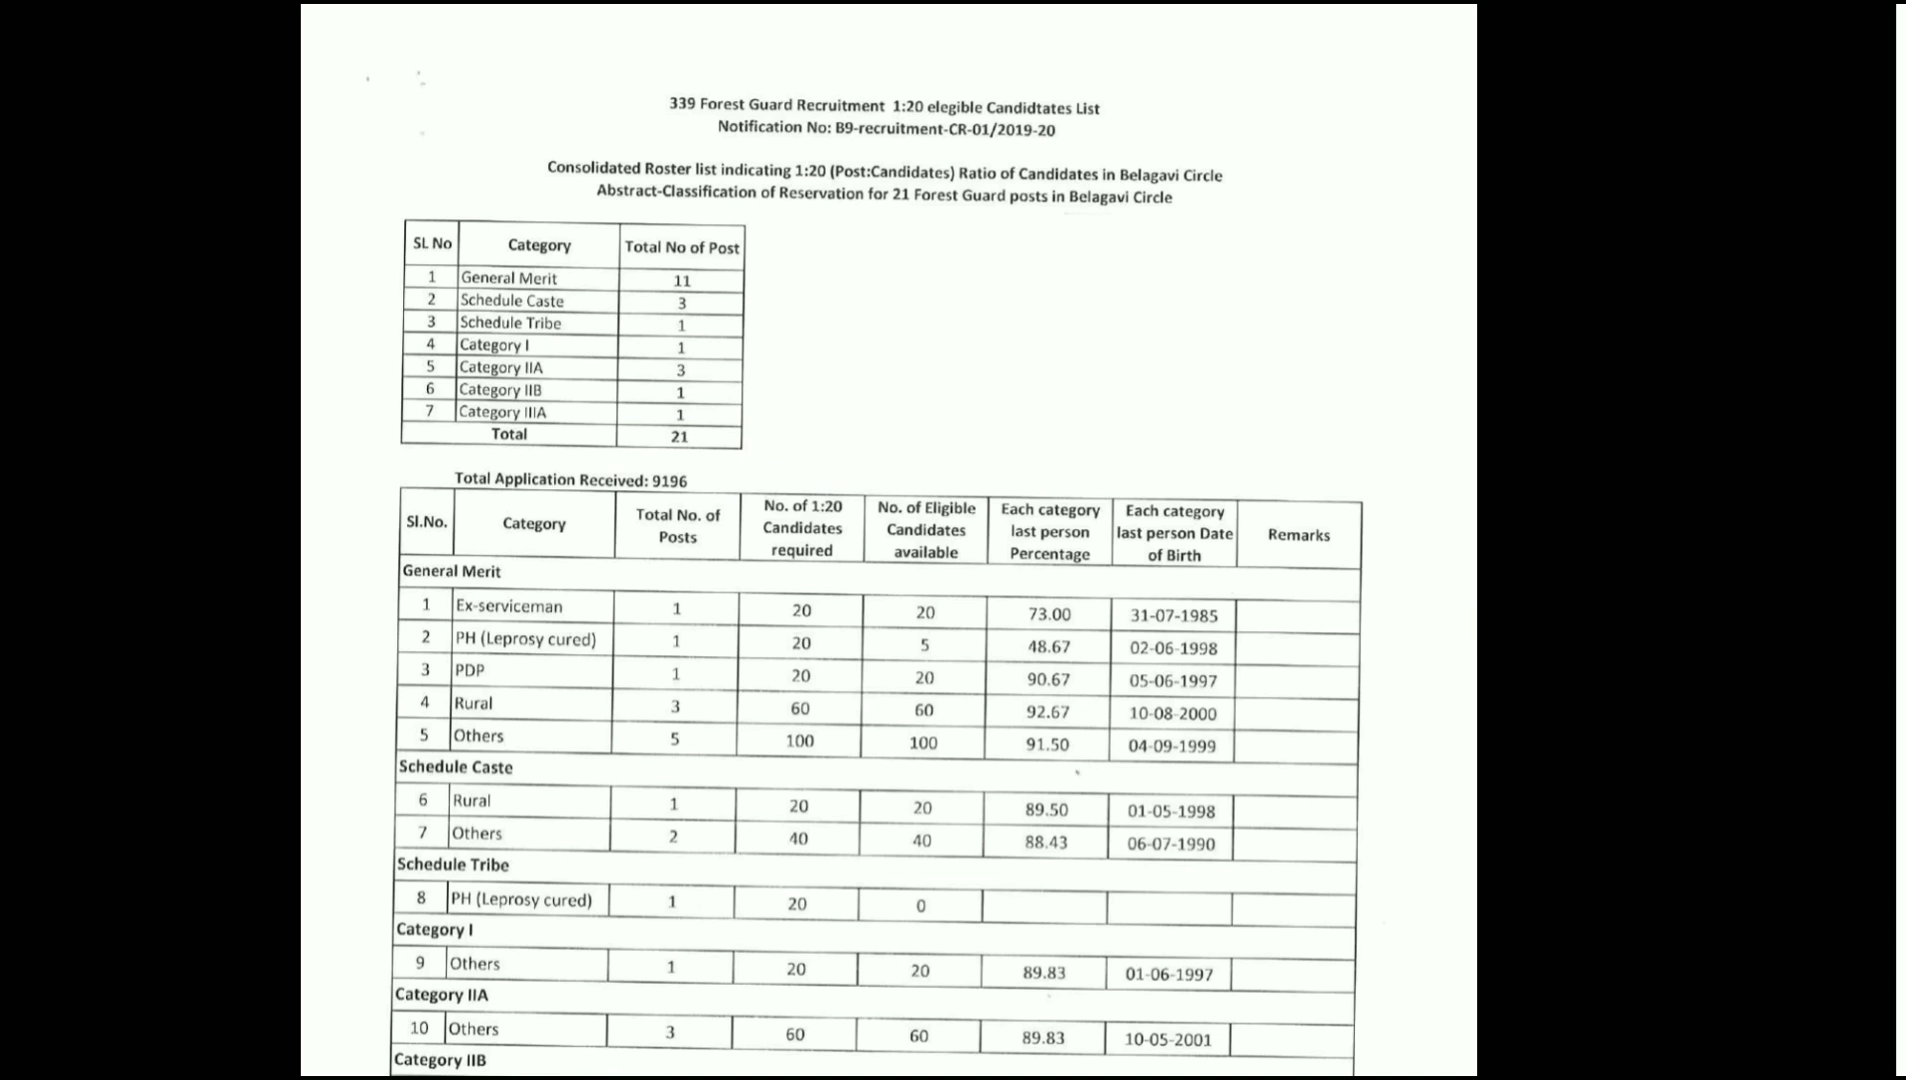 339 Forest Guard Recruitment 1:20 elegible Candidtates List
Notification No: B9-recruitment-CR-01/2019-20
Consolidated Roster list indicating 1:20 (Post:Candidates) Ratio of Candidates in Belagavi Circle
Abstract-Classification of Reservation for 21 Forest Guard posts in Belagavi Circle
SL No Category Total No of Post
1 General Merit 11
2 Schedule Caste 3
3 Schedule Tribe 1
4 Category I 1
5 Category IIA 3
6 Category IIB 1
7 Category IIIA 1
Total 21
Total Application Received: 9196
Sl.No. Category Total No. of Posts No. of 1:20 Candidates required No. of Eligible Candidates available Each category last person Percentage Each category last person Date of Birth Remarks
General Merit
1 Ex-serviceman 1 20 20 73.00 31-07-1985
2 PH (Leprosy cured) 1 20 5 48.67 02-06-1998
3 PDP 1 20 20 90.67 05-06-1997
4 Rural 3 60 60 92.67 10-08-2000
5 Others 5 100 100 91.50 04-09-1999
Schedule Caste
6 Rural 1 20 20 89.50 01-05-1998
7 Others 2 40 40 88.43 06-07-1990
Schedule Tribe
8 PH (Leprosy cured) 1 20 0
Category I
9 Others 1 20 20 89.83 01-06-1997
Category IIA
10 Others 3 60 60 89.83 10-05-2001
Category IIB